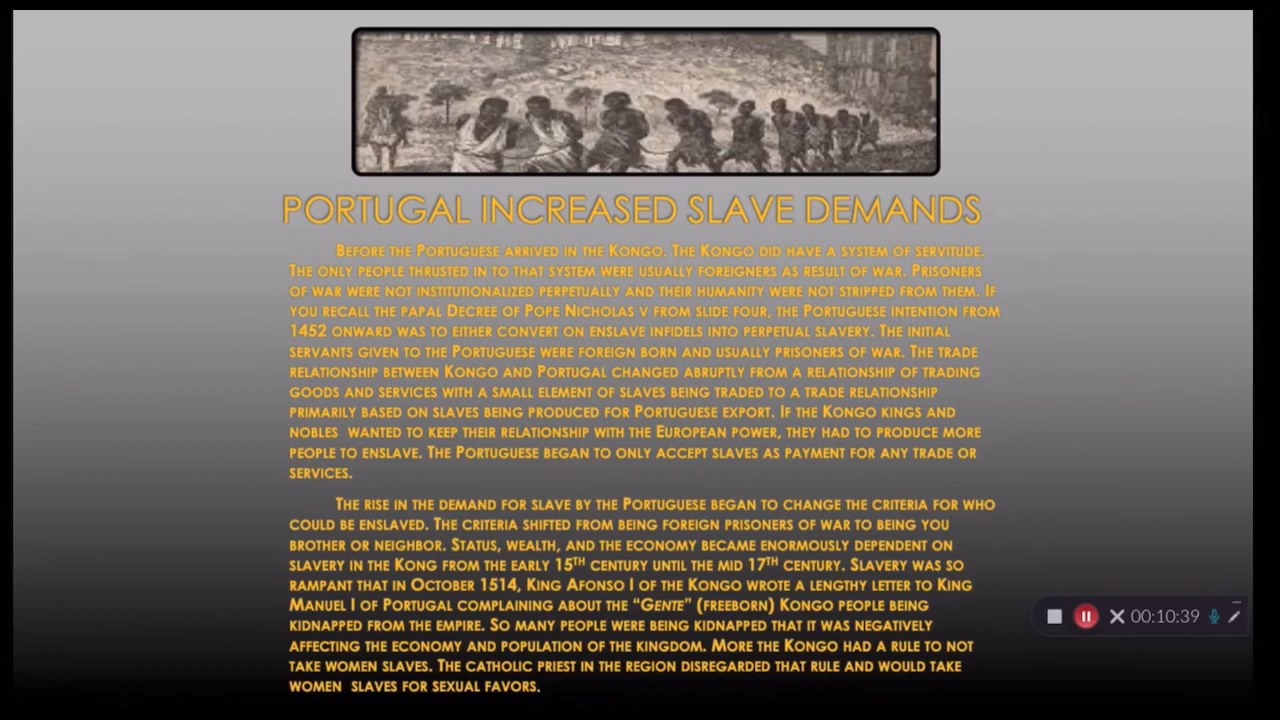 PORTUGAL INCREASED SLAVE DEMANDS
BEFORE THE PORTUGUESE ARRIVED IN THE KONGO. THE KONGO DID HAVE A SYSTEM OF SERVITUDE.
THE ONLY PEOPLE THRUSTED IN TO THAT SYSTEM WERE USUALLY FOREIGNERS AS RESULT OF WAR. PRISONERS
OF WAR WERE NOT INSTITUTIONALIZED PERPETUALLY AND THEIR HUMANITY WERE NOT STRIPPED FROM THEM. IF
YOU RECALL THE PAPAL DECREE OF POPE NICHOLAS V FROM SLIDE FOUR, THE PORTUGUESE INTENTION FROM
1452 ONWARD WAS TO EITHER CONVERT ON ENSLAVE INFIDELS INTO PERPETUAL SLAVERY. THE INITIAL
SERVANTS GIVEN TO THE PORTUGUESE WERE FOREIGN BORN AND USUALLY PRISONERS OF WAR. THE TRADE
RELATIONSHIP BETWEEN KONGO AND PORTUGAL CHANGED ABRUPTLY FROM A RELATIONSHIP OF TRADING
GOODS AND SERVICES WITH A SMALL ELEMENT OF SLAVES BEING TRADED TO A TRADE RELATIONSHIP
PRIMARILY BASED ON SLAVES BEING PRODUCED FOR PORTUGUESE EXPORT. IF THE KONGO KINGS AND
NOBLES WANTED TO KEEP THEIR RELATIONSHIP WITH THE EUROPEAN POWER, THEY HAD TO PRODUCE MORE
PEOPLE TO ENSLAVE. THE PORTUGUESE BEGAN TO ONLY ACCEPT SLAVES AS PAYMENT FOR ANY TRADE OR
SERVICES.
THE RISE IN THE DEMAND FOR SLAVE BY THE PORTUGUESE BEGAN TO CHANGE THE CRITERIA FOR WHO
COULD BE ENSLAVED. THE CRITERIA SHIFTED FROM BEING FOREIGN PRISONERS OF WAR TO BEING YOU
BROTHER OR NEIGHBOR. STATUS, WEALTH, AND THE ECONOMY BECAME ENORMOUSLY DEPENDENT ON
SLAVERY IN THE KONG FROM THE EARLY 15TH CENTURY UNTIL THE MID 17TH CENTURY. SLAVERY WAS SO
RAMPANT THAT IN OCTOBER 1514, KING AFONSO I OF THE KONGO WROTE A LENGTHY LETTER TO KING
MANUEL I OF PORTUGAL COMPLAINING ABOUT THE “GENTE” (FREEBORN) KONGO PEOPLE BEING
KIDNAPPED FROM THE EMPIRE. SO MANY PEOPLE WERE BEING KIDNAPPED THAT IT WAS NEGATIVELY
AFFECTING THE ECONOMY AND POPULATION OF THE KINGDOM. MORE THE KONGO HAD A RULE TO NOT
TAKE WOMEN SLAVES. THE CATHOLIC PRIEST IN THE REGION DISREGARDED THAT RULE AND WOULD TAKE
WOMEN SLAVES FOR SEXUAL FAVORS.
00:10:39